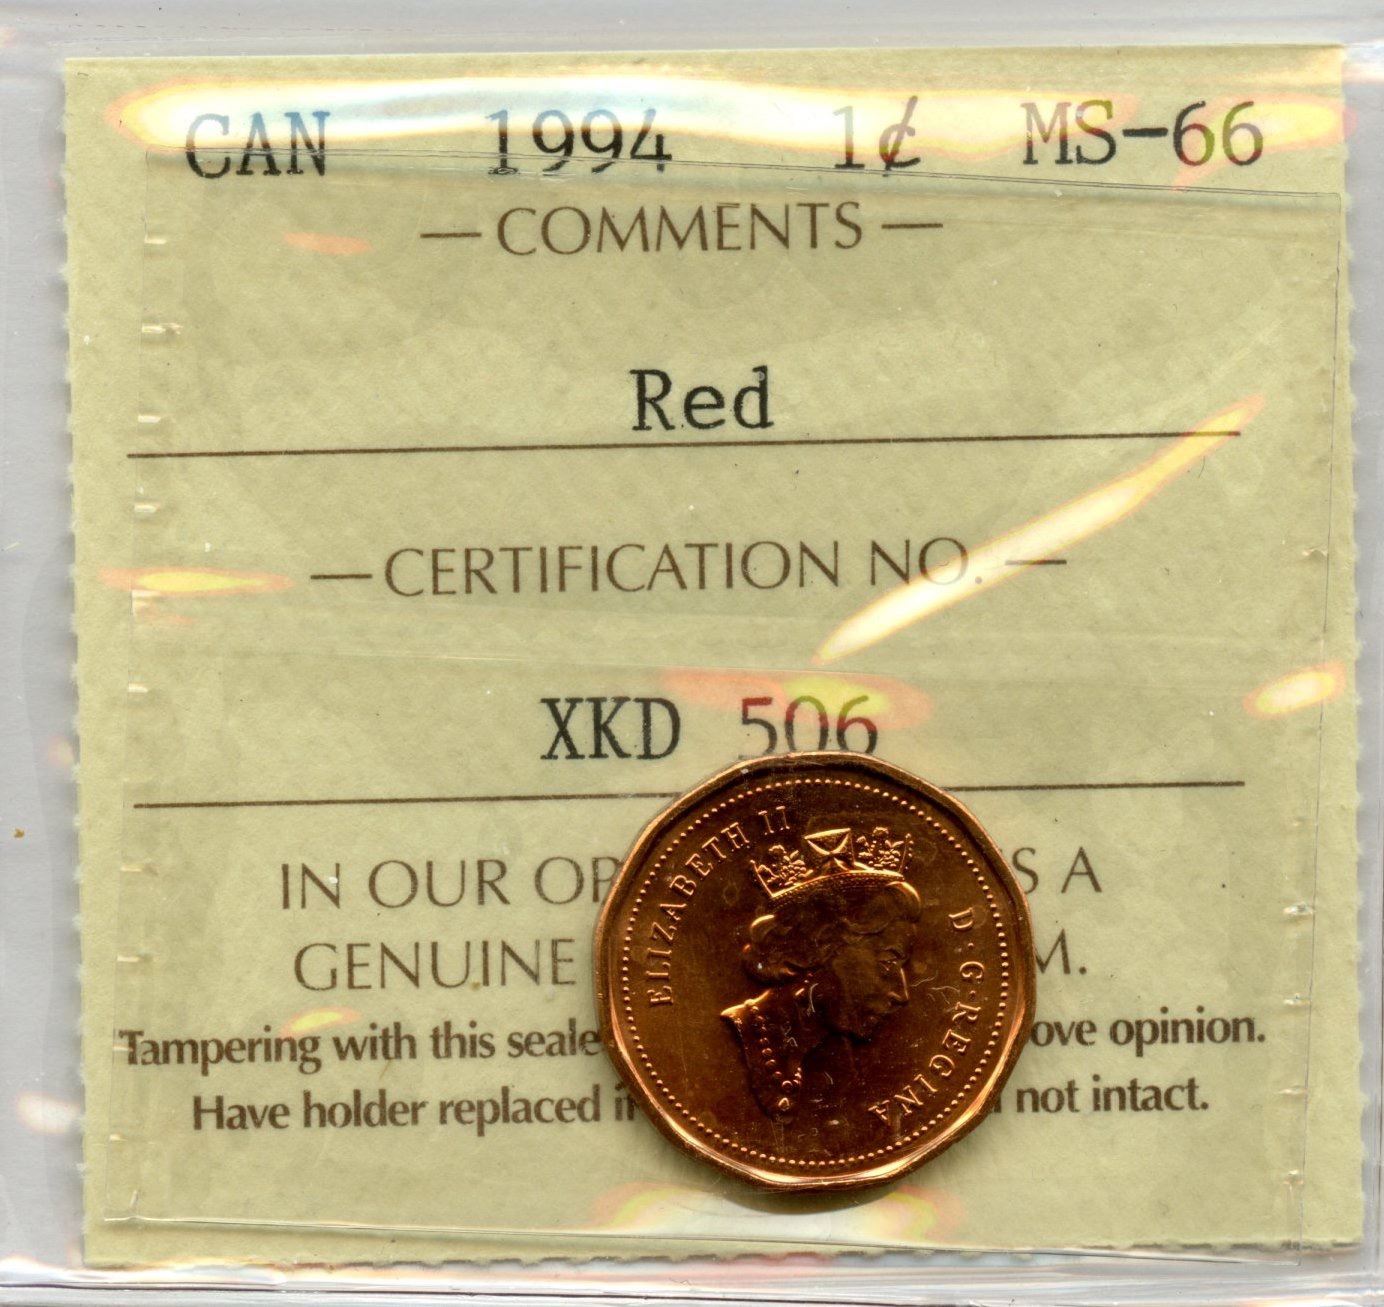 CAN 1994 1¢ MS-66
— COMMENTS —
Red
— CERTIFICATION NO. —
XKD 506
IN OUR OP S A
GENUINE M.
Tampering with this seale ove opinion.
Have holder replaced i not intact.
ELIZABETH II D·G·REGINA